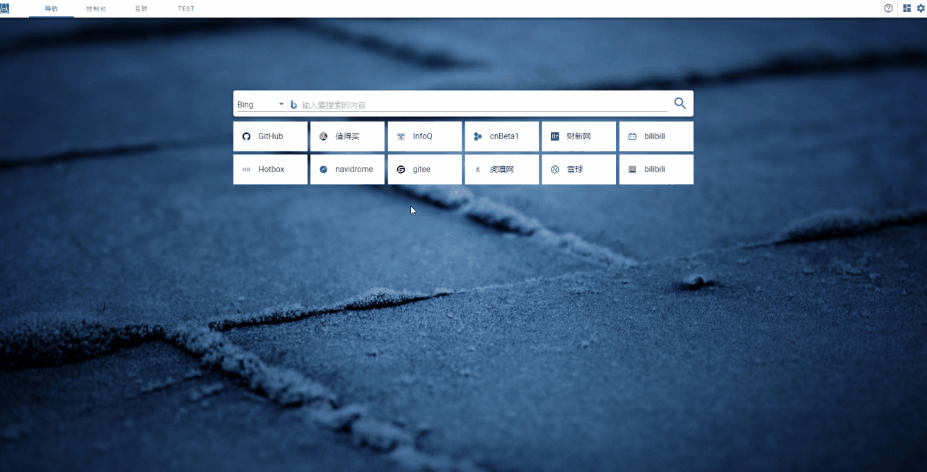 导航 控制台 互联 TEST
Bing 输入要搜索的内容
GitHub 值得买 InfoQ cnBeta1 财新网 bilibili
Hotbox navidrome gitee 虎嗅网 雪球 bilibili